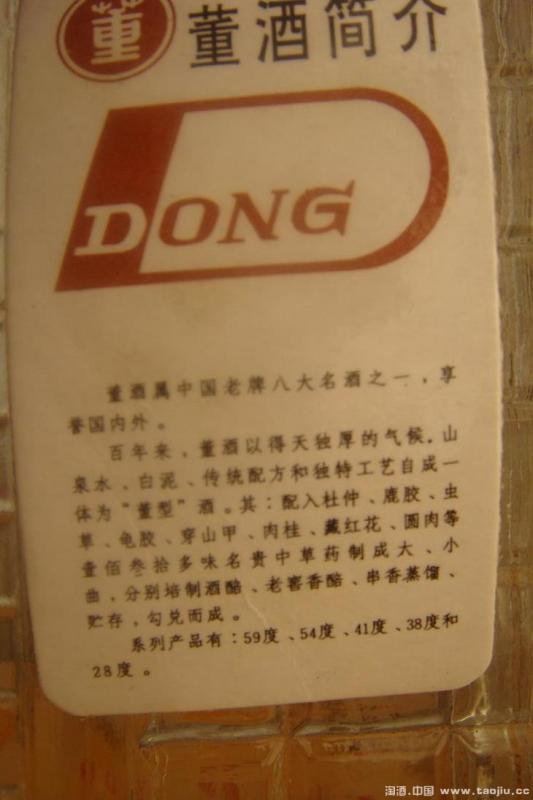 董 董酒简介
DONG
董酒属中国老牌八大名酒之一，享
誉国内外。
百年来，董酒以得天独厚的气候，山
泉水、白泥、传统配方和独特工艺自成一
体为“董型”酒。其：配入杜仲、鹿胶、虫
草、龟胶、穿山甲、肉桂、藏红花、圆肉等
壹佰叁拾多味名贵中草药制成大、小
曲，分别培制酒醅、老窖香醅、串香蒸馏、
贮存，勾兑而成。
系列产品有：59度、54度、41度、38度和
28度。
淘酒.中国 www.taojiu.cc